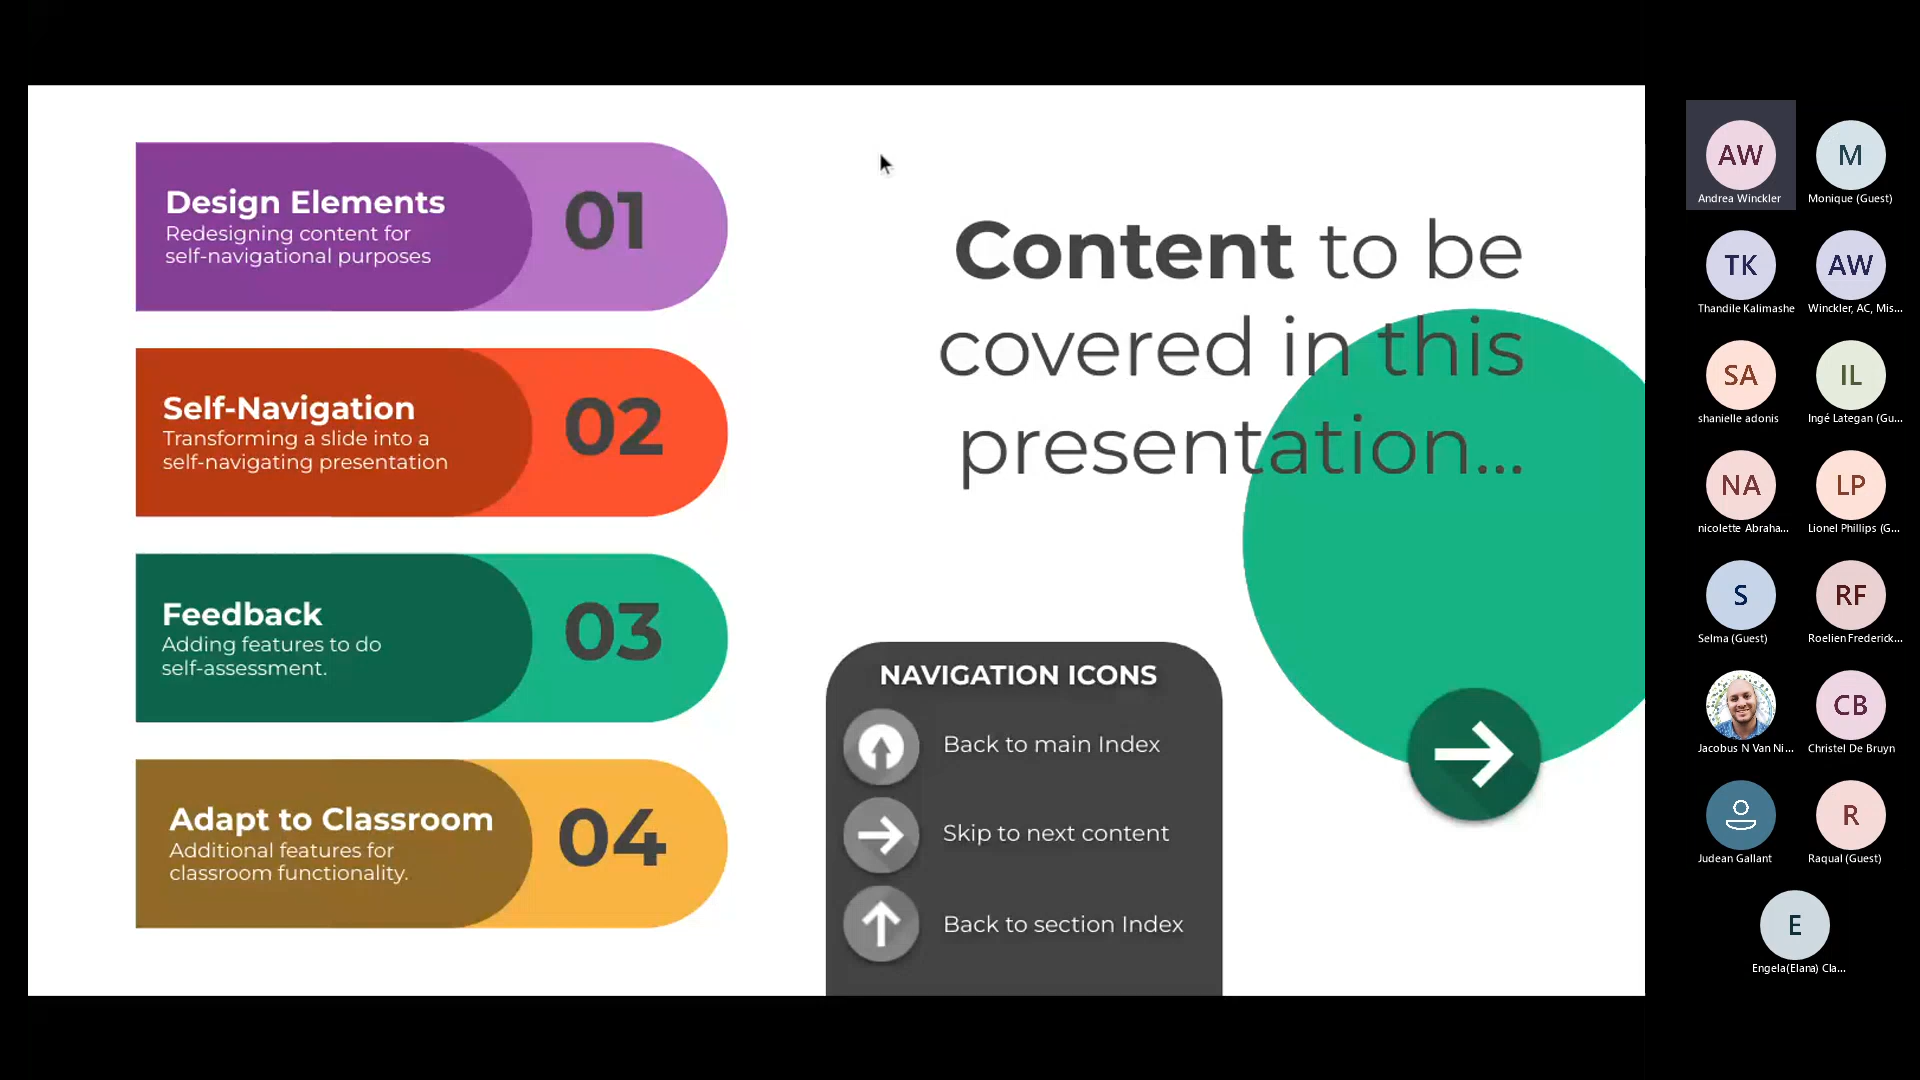 Design Elements
Redesigning content for
self-navigational purposes
01
Self-Navigation
Transforming a slide into a
self-navigating presentation
02
Feedback
Adding features to do
self-assessment.
03
Adapt to Classroom
Additional features for
classroom functionality.
04
Content to be
covered in this
presentation...
NAVIGATION ICONS
Back to main Index
Skip to next content
Back to section Index
AW
Andrea Winckler
M
Monique (Guest)
TK
Thandile Kalimashe
AW
Winckler, AC, Mis...
SA
shanielle adonis
IL
Ingé Lategan (Gu...
NA
nicolette Abraha...
LP
Lionel Phillips (G...
S
Selma (Guest)
RF
Roelien Frederick...
Jacobus N Van Ni...
CB
Christel De Bruyn
Judean Gallant
R
Raqual (Guest)
E
Engela(Elana) Cla...